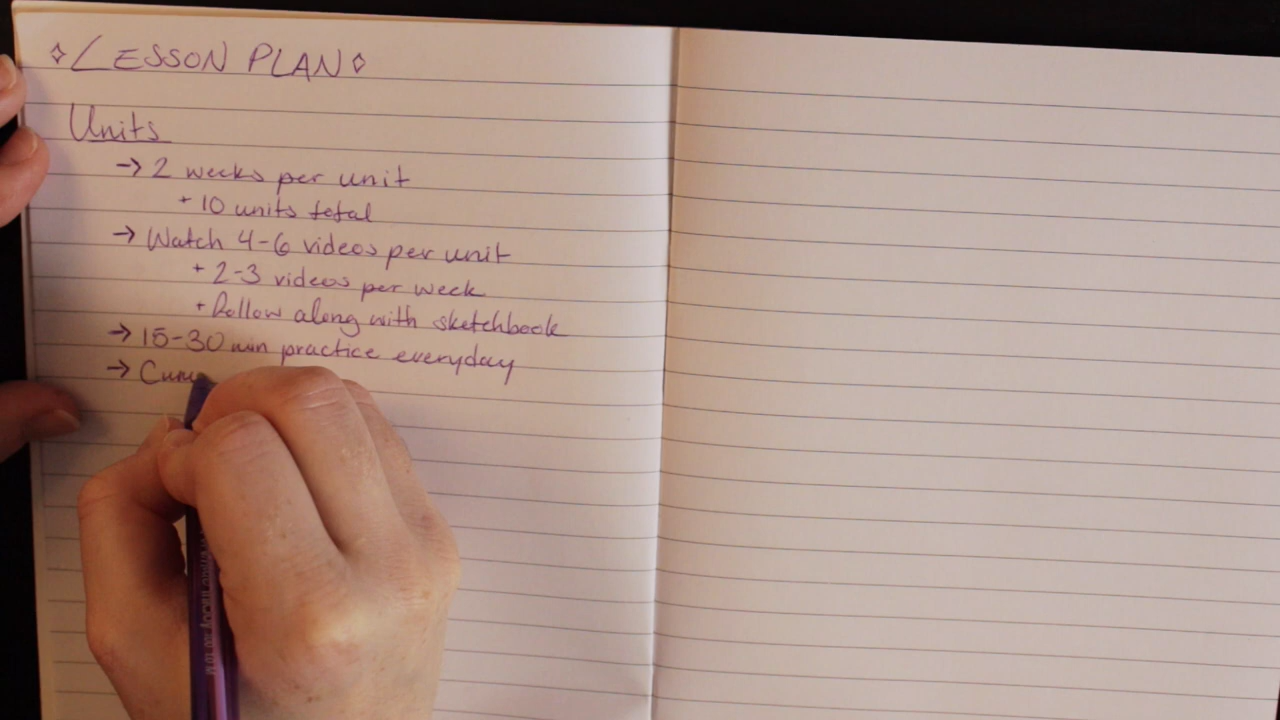 ◇LESSON PLAN◇
Units
→ 2 weeks per unit
+ 10 units total
→ Watch 4-6 videos per unit
+ 2-3 videos per week
+ Follow along with sketchbook
→ 15-30 min practice everyday
→ Cumu